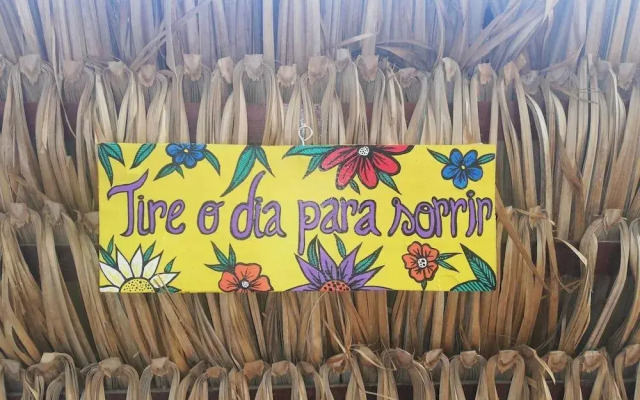 Tire o dia para sorrir